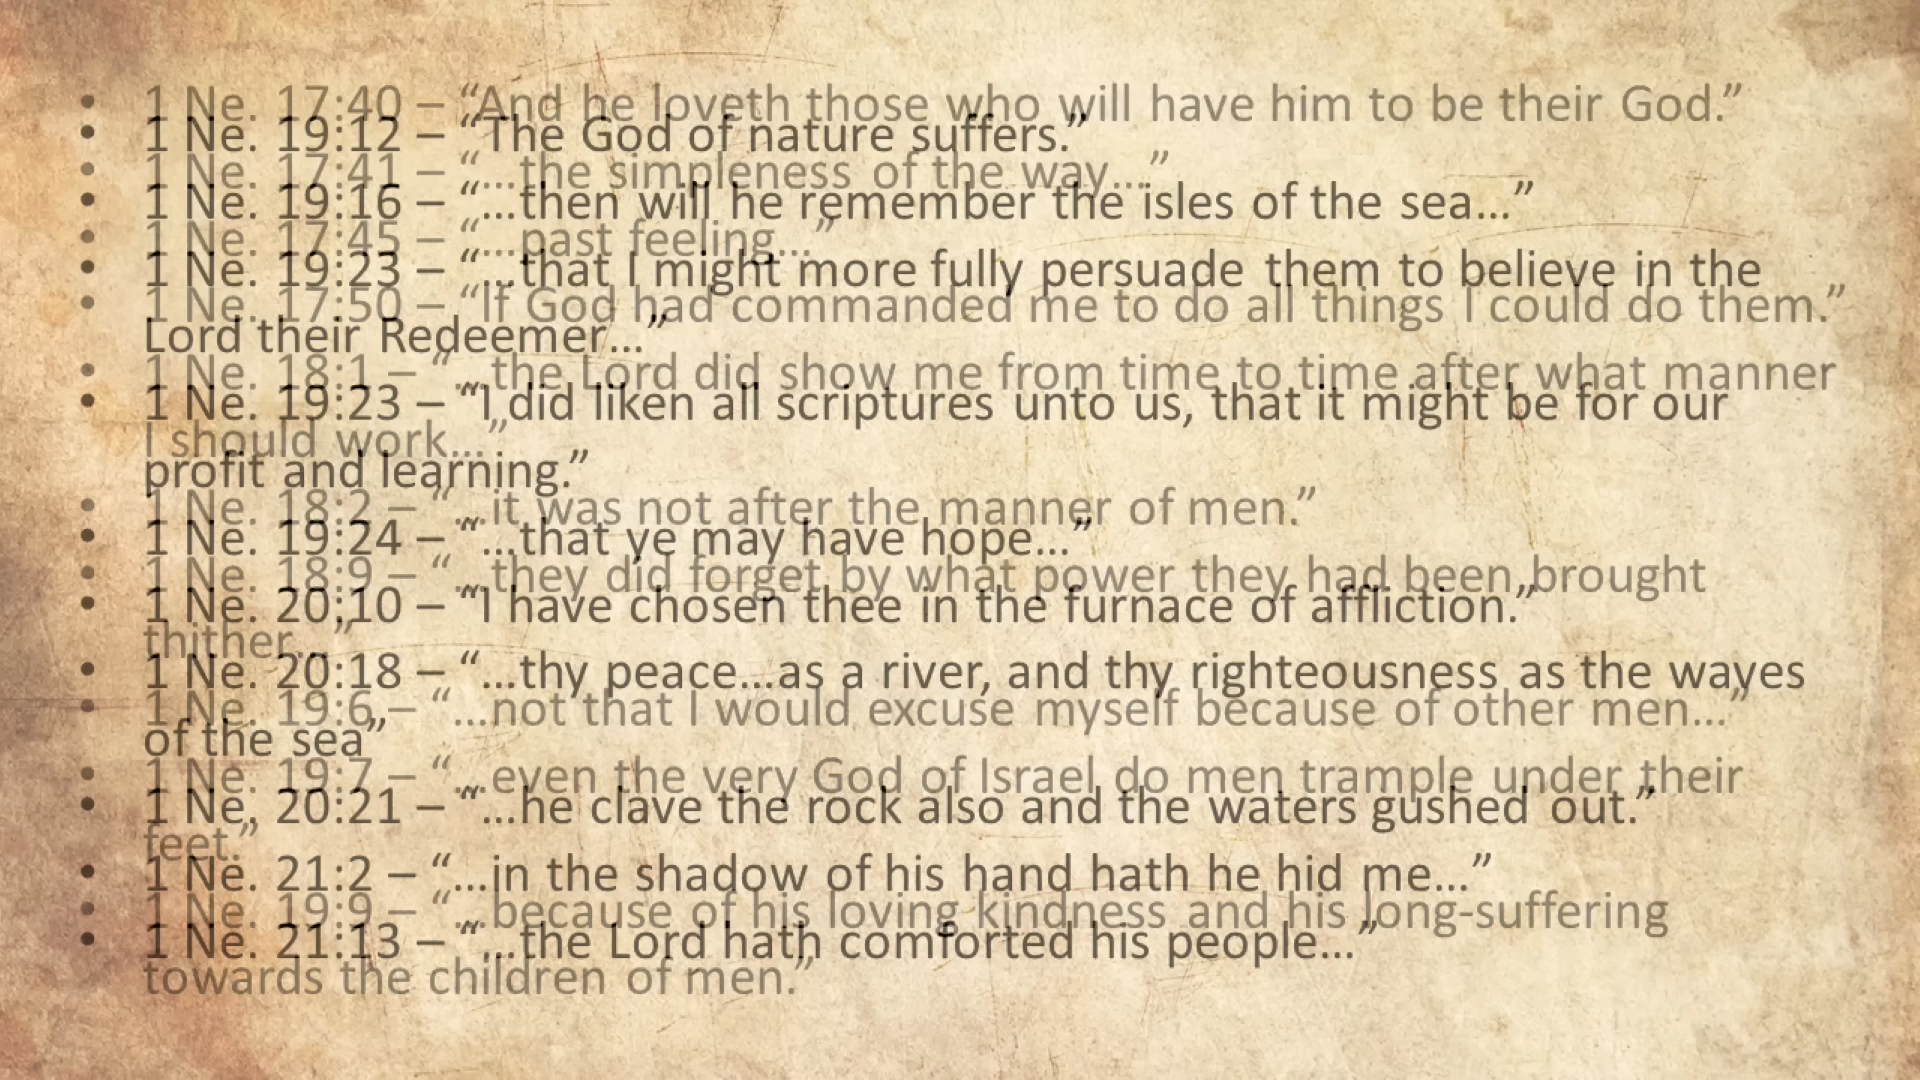 • 1 Ne. 17:40 – “And he loveth those who will have him to be their God.”
• 1 Ne. 19:12 – “The God of nature suffers.”
• 1 Ne. 17:41 – “…the simpleness of the way…”
• 1 Ne. 19:16 – “…then will he remember the isles of the sea…”
• 1 Ne. 17:45 – “…past feeling…”
• 1 Ne. 19:23 – “…that I might more fully persuade them to believe in the
• 1 Ne. 17:50 – “If God had commanded me to do all things I could do them.”
Lord their Redeemer…”
• 1 Ne. 18:1 – “…the Lord did show me from time to time after what manner
• 1 Ne. 19:23 – “I did liken all scriptures unto us, that it might be for our
I should work…”
profit and learning.”
• 1 Ne. 18:2 – “…it was not after the manner of men.”
• 1 Ne. 19:24 – “…that ye may have hope…”
• 1 Ne. 18:9 – “…they did forget by what power they had been brought
• 1 Ne. 20:10 – “I have chosen thee in the furnace of affliction.”
thither…”
• 1 Ne. 20:18 – “…thy peace…as a river, and thy righteousness as the waves
• 1 Ne. 19:6 – “…not that I would excuse myself because of other men…”
of the sea”
• 1 Ne. 19:7 – “…even the very God of Israel do men trample under their
• 1 Ne. 20:21 – “…he clave the rock also and the waters gushed out.”
feet.”
• 1 Ne. 21:2 – “…in the shadow of his hand hath he hid me…”
• 1 Ne. 19:9 – “…because of his loving kindness and his long-suffering
• 1 Ne. 21:13 – “…the Lord hath comforted his people…”
towards the children of men.”